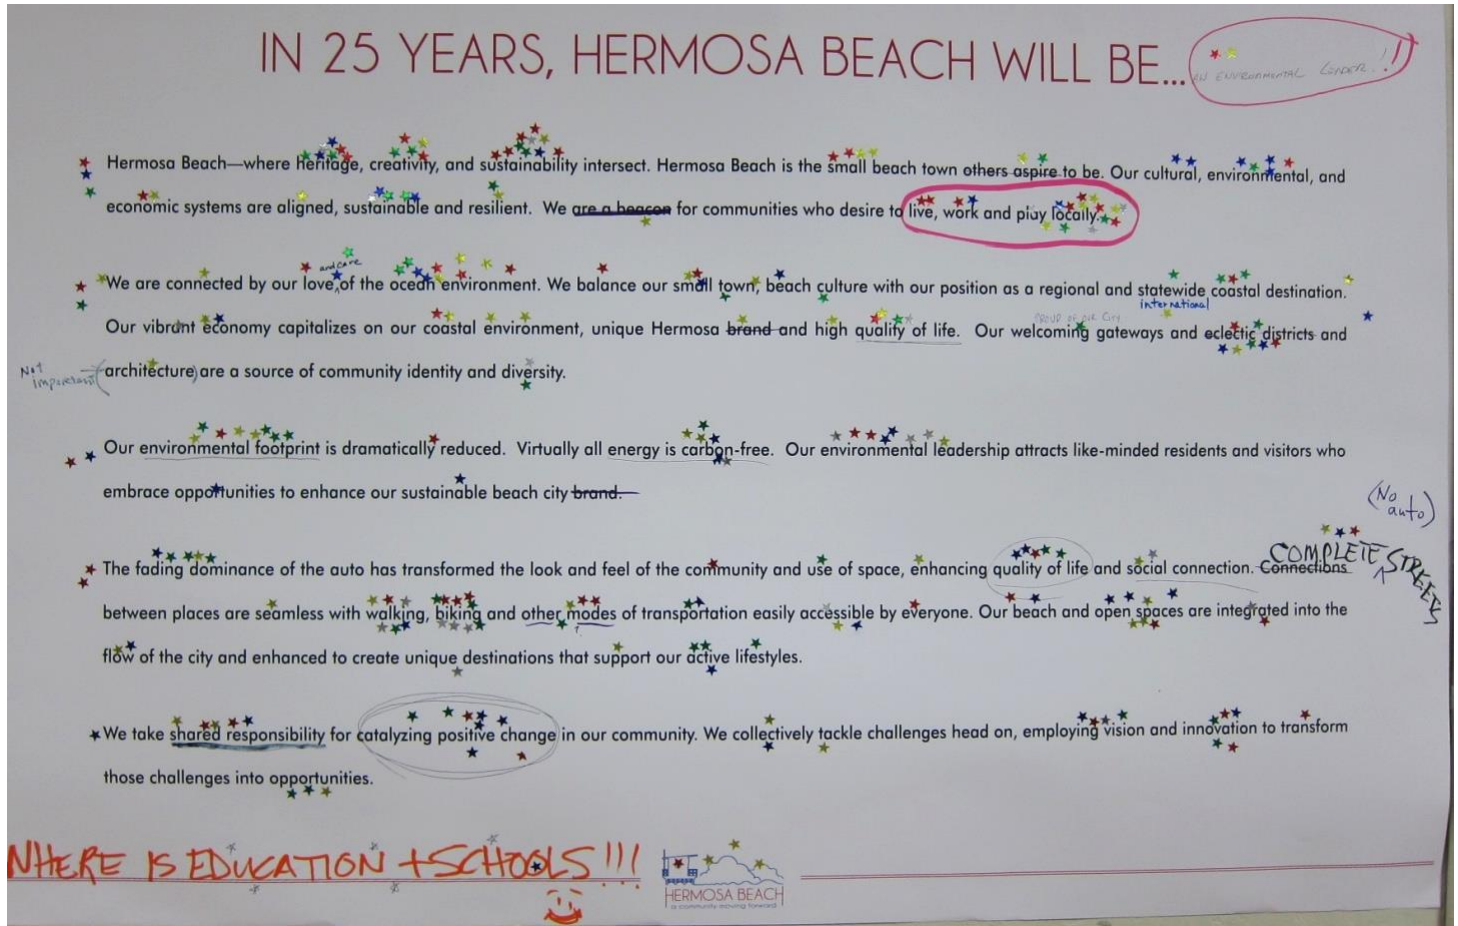 IN 25 YEARS, HERMOSA BEACH WILL BE...
AN ENVIRONMENTAL LEADER!!!
Hermosa Beach—where heritage, creativity, and sustainability intersect. Hermosa Beach is the small beach town others aspire to be. Our cultural, environmental, and
economic systems are aligned, sustainable and resilient. We are a beacon for communities who desire to live, work and play locally.
and care
We are connected by our love of the ocean environment. We balance our small town, beach culture with our position as a regional and statewide coastal destination.
international
PROUD OF OUR CITY
Our vibrant economy capitalizes on our coastal environment, unique Hermosa brand and high quality of life. Our welcoming gateways and eclectic districts and
Not important
(architecture) are a source of community identity and diversity.
Our environmental footprint is dramatically reduced. Virtually all energy is carbon-free. Our environmental leadership attracts like-minded residents and visitors who
embrace opportunities to enhance our sustainable beach city brand.
(No auto)
COMPLETE STREETS
The fading dominance of the auto has transformed the look and feel of the community and use of space, enhancing quality of life and social connection. Connections
between places are seamless with walking, biking and other modes of transportation easily accessible by everyone. Our beach and open spaces are integrated into the
flow of the city and enhanced to create unique destinations that support our active lifestyles.
We take shared responsibility for catalyzing positive change in our community. We collectively tackle challenges head on, employing vision and innovation to transform
those challenges into opportunities.
WHERE IS EDUCATION + SCHOOLS!!!
HERMOSA BEACH
a community moving forward